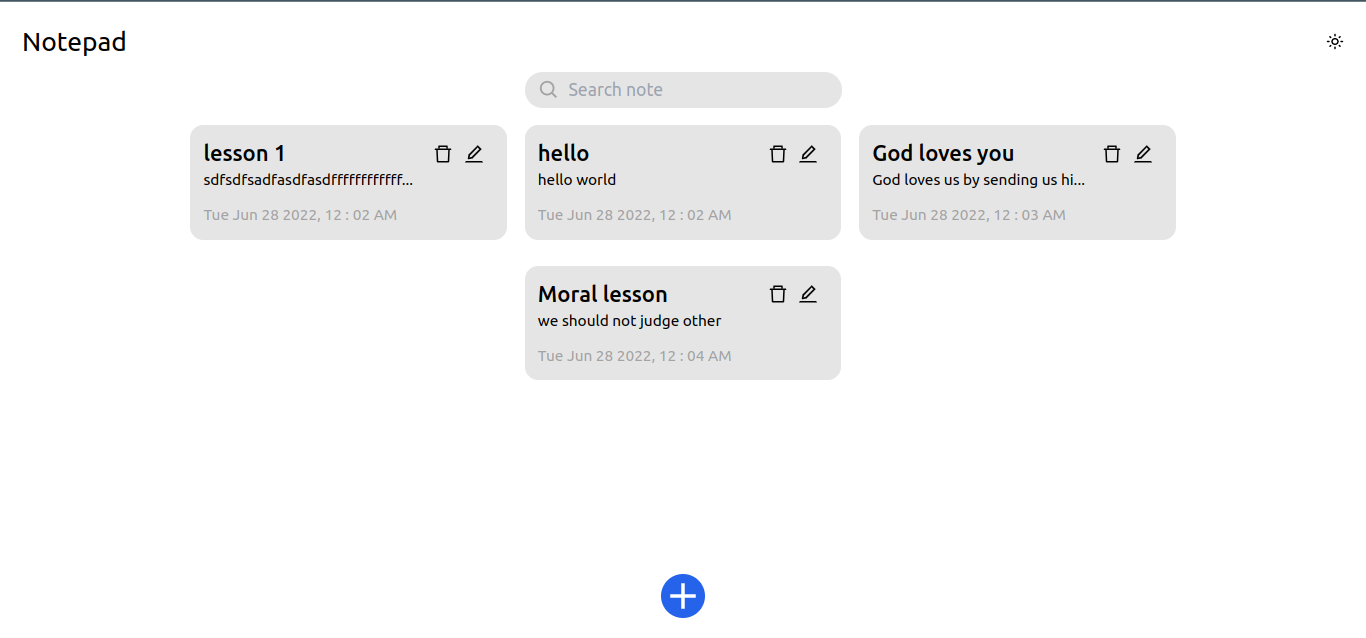 Notepad
Search note
lesson 1
sdfsdfsadfasdfasdffffffffffff...
Tue Jun 28 2022, 12 : 02 AM
hello
hello world
Tue Jun 28 2022, 12 : 02 AM
God loves you
God loves us by sending us hi...
Tue Jun 28 2022, 12 : 03 AM
Moral lesson
we should not judge other
Tue Jun 28 2022, 12 : 04 AM